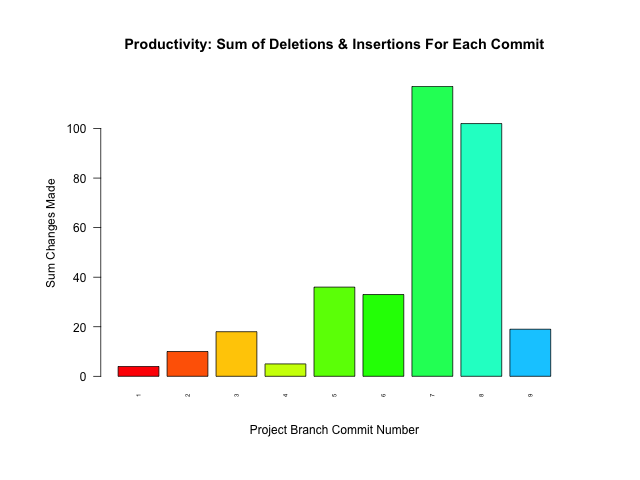 Productivity: Sum of Deletions & Insertions For Each Commit
Sum Changes Made
100
80
60
40
20
0
1 2 3 4 5 6 7 8 9
Project Branch Commit Number